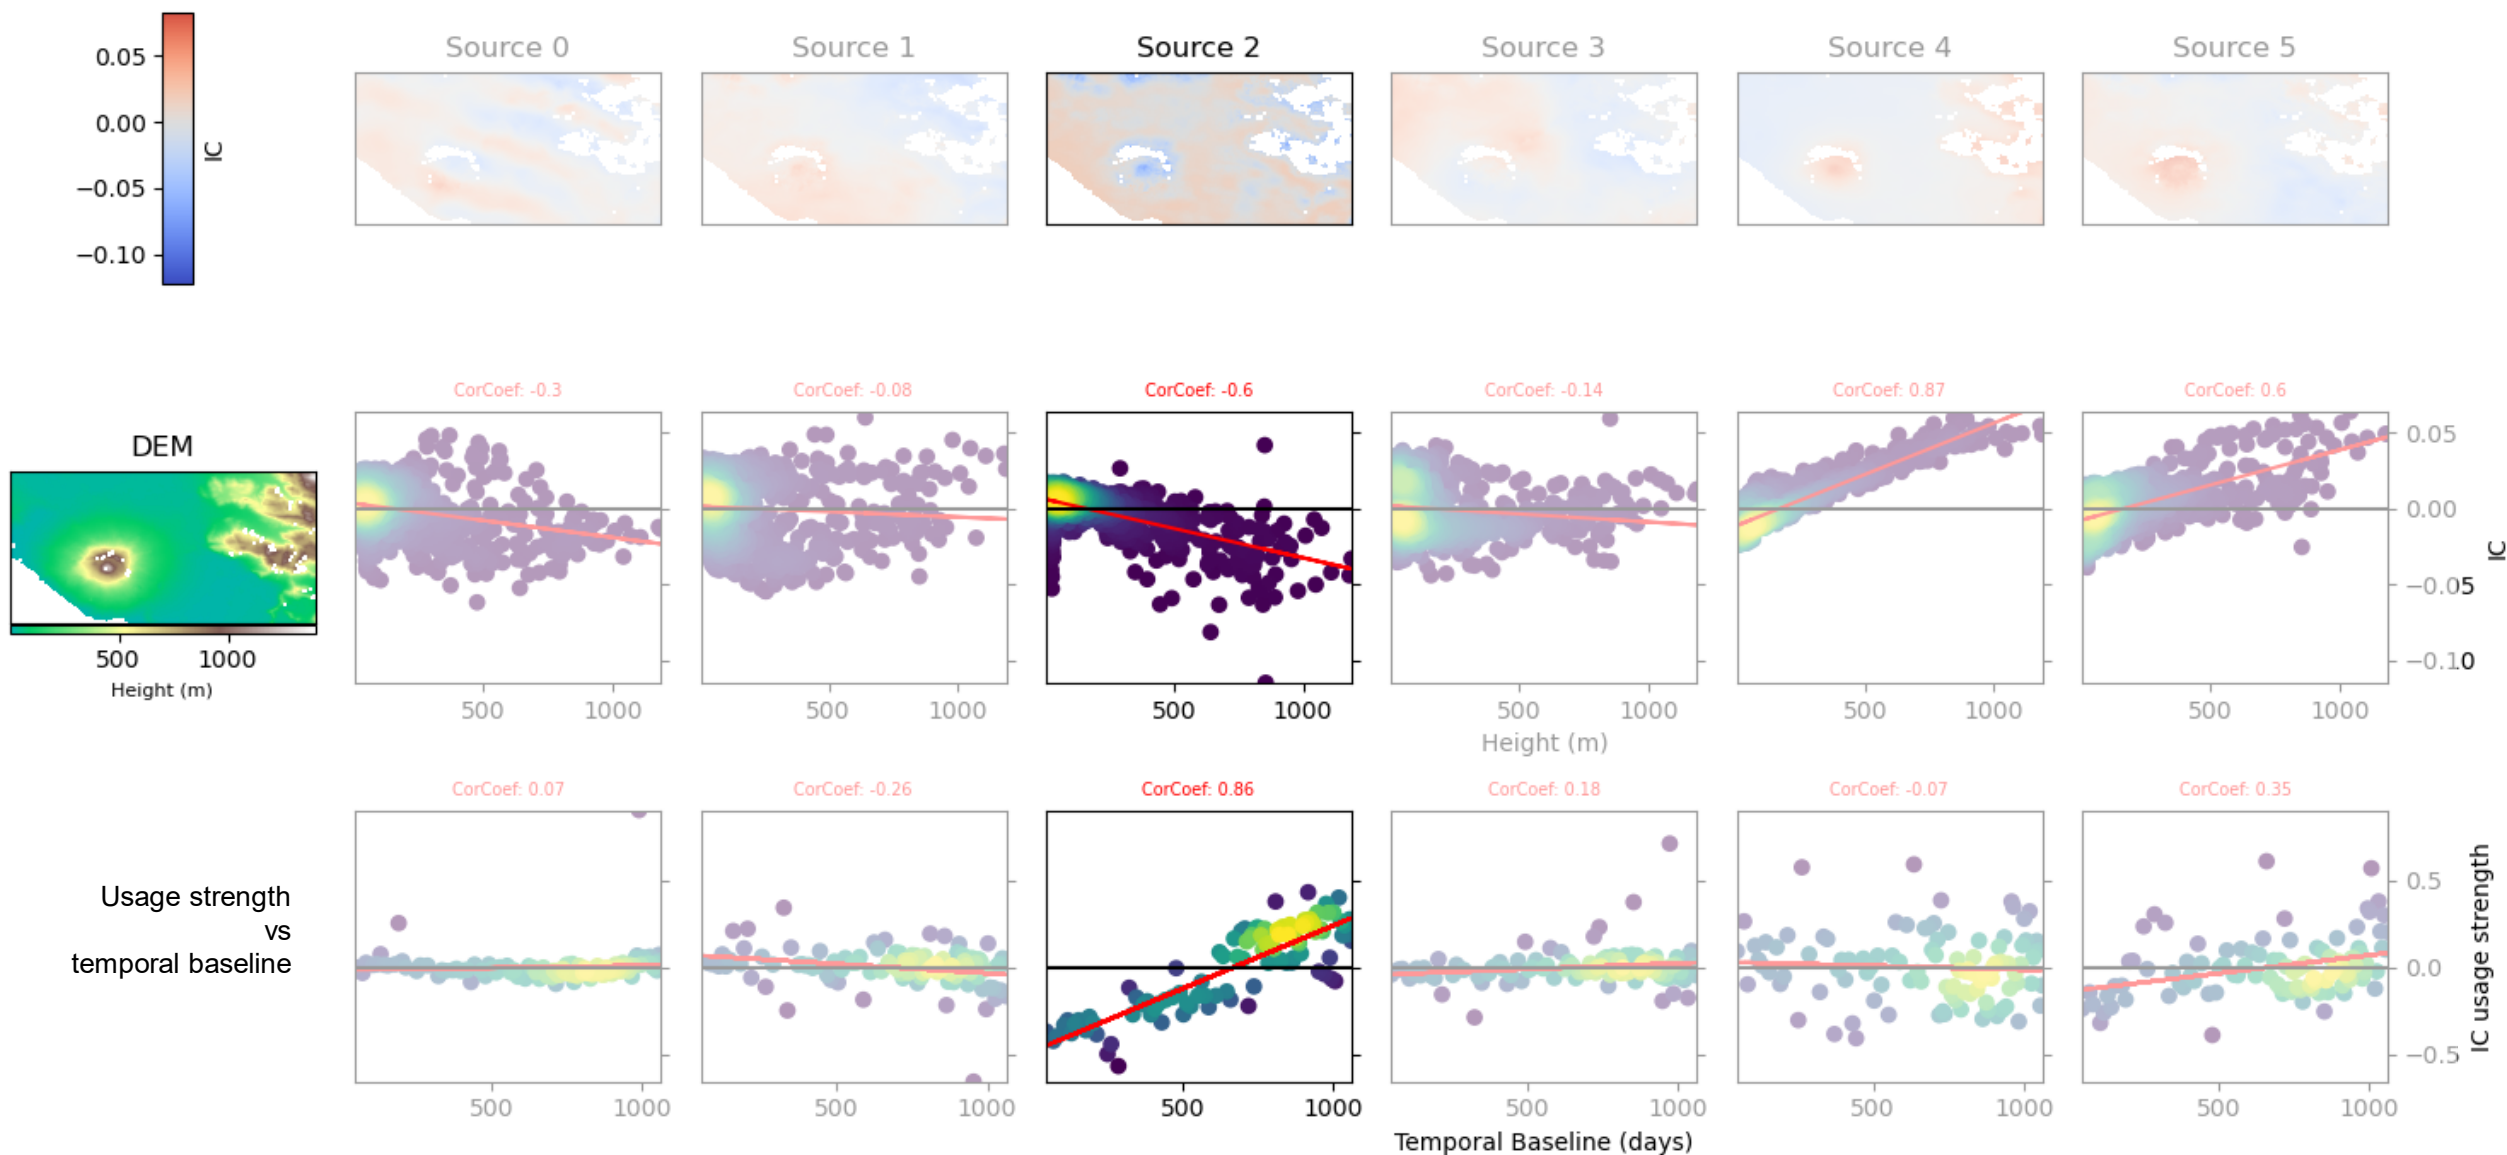 Source 0 Source 1 Source 2 Source 3 Source 4 Source 5
0.05
0.00
−0.05
−0.10
IC
CorCoef: -0.3 CorCoef: -0.08 CorCoef: -0.6 CorCoef: -0.14 CorCoef: 0.87 CorCoef: 0.6
DEM
500 1000
Height (m)
0.05
0.00
−0.05
−0.10
IC
500 1000 500 1000 500 1000 500 1000 500 1000 500 1000
Height (m)
CorCoef: 0.07 CorCoef: -0.26 CorCoef: 0.86 CorCoef: 0.18 CorCoef: -0.07 CorCoef: 0.35
Usage strength
vs
temporal baseline
0.5
0.0
−0.5
IC usage strength
500 1000 500 1000 500 1000 500 1000 500 1000 500 1000
Temporal Baseline (days)